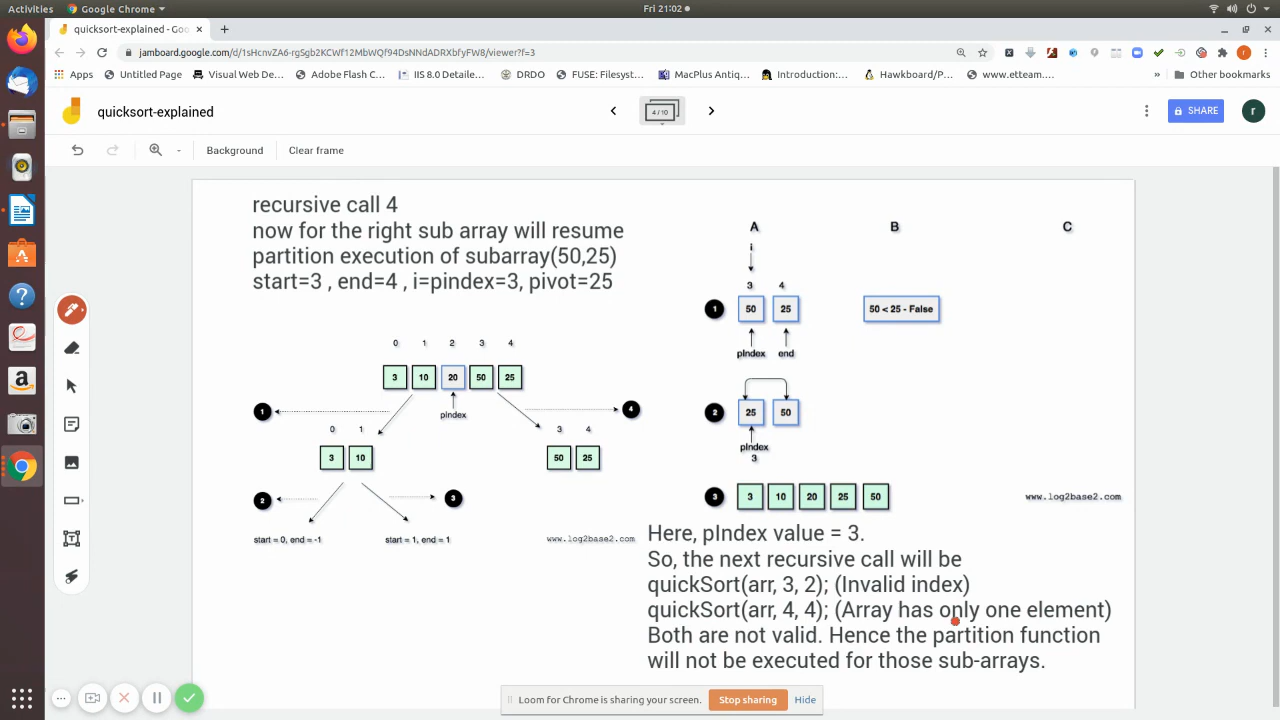 Activities
Google Chrome
Fri 21:02
quicksort-explained - Goo
jamboard.google.com/d/1sHcnvZA6-rgSgb2KCWf12MbWQf94DsNNdADRXbfyFW8/viewer?f=3
Apps
Untitled Page
Visual Web De...
Adobe Flash C...
IIS 8.0 Detaile...
DRDO
FUSE: Filesyst...
MacPlus Antiq...
Introduction:...
Hawkboard/P...
www.etteam....
»
Other bookmarks
quicksort-explained
4 / 10
SHARE
r
Background
Clear frame
recursive call 4
now for the right sub array will resume
partition execution of subarray(50,25)
start=3 , end=4 , i=pindex=3, pivot=25
0 1 2 3 4
3 10 20 50 25
pindex
1
4
0 1
3 4
3 10
50 25
2
3
start = 0, end = -1
start = 1, end = 1
www.log2base2.com
A B C
i
3 4
1
50 25
50 < 25 - False
pIndex end
2
25 50
pIndex
3
3
3 10 20 25 50
www.log2base2.com
Here, pIndex value = 3.
So, the next recursive call will be
quickSort(arr, 3, 2); (Invalid index)
quickSort(arr, 4, 4); (Array has only one element)
Both are not valid. Hence the partition function
will not be executed for those sub-arrays.
Loom for Chrome is sharing your screen.
Stop sharing
Hide